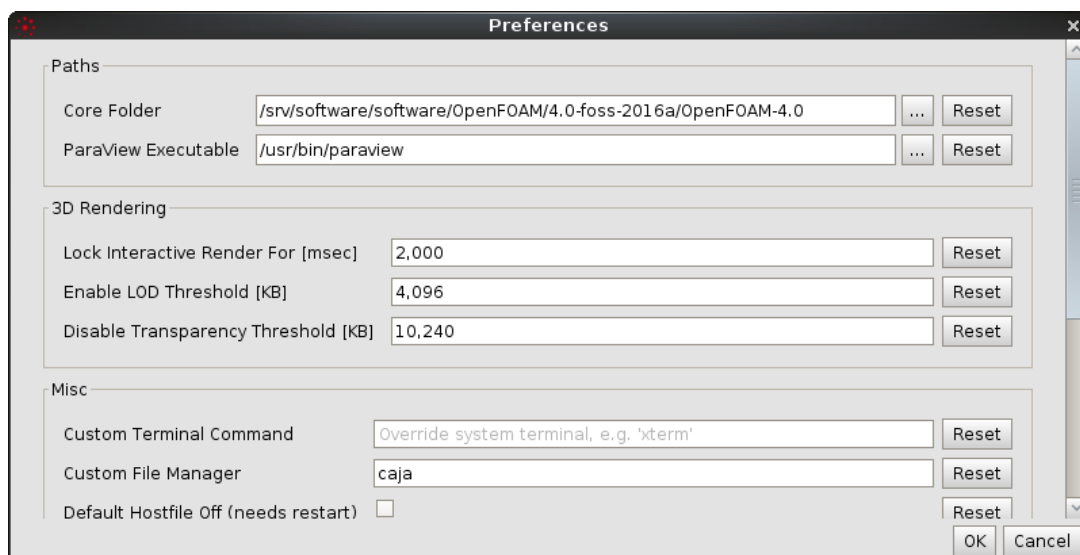 Preferences
Paths
Core Folder /srv/software/software/OpenFOAM/4.0-foss-2016a/OpenFOAM-4.0 ... Reset
ParaView Executable /usr/bin/paraview ... Reset
3D Rendering
Lock Interactive Render For [msec] 2,000 Reset
Enable LOD Threshold [KB] 4,096 Reset
Disable Transparency Threshold [KB] 10,240 Reset
Misc
Custom Terminal Command Override system terminal, e.g. 'xterm' Reset
Custom File Manager caja Reset
Default Hostfile Off (needs restart) Reset
OK Cancel